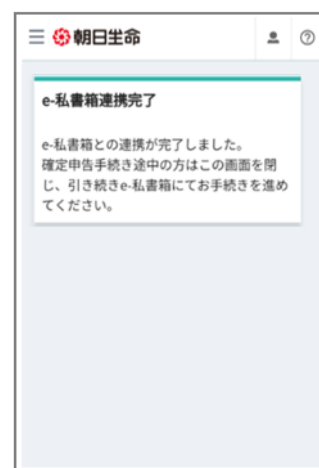 朝日生命
e-私書箱連携完了
e-私書箱との連携が完了しました。
確定申告手続き途中の方はこの画面を閉
じ、引き続きe-私書箱にてお手続きを進め
てください。